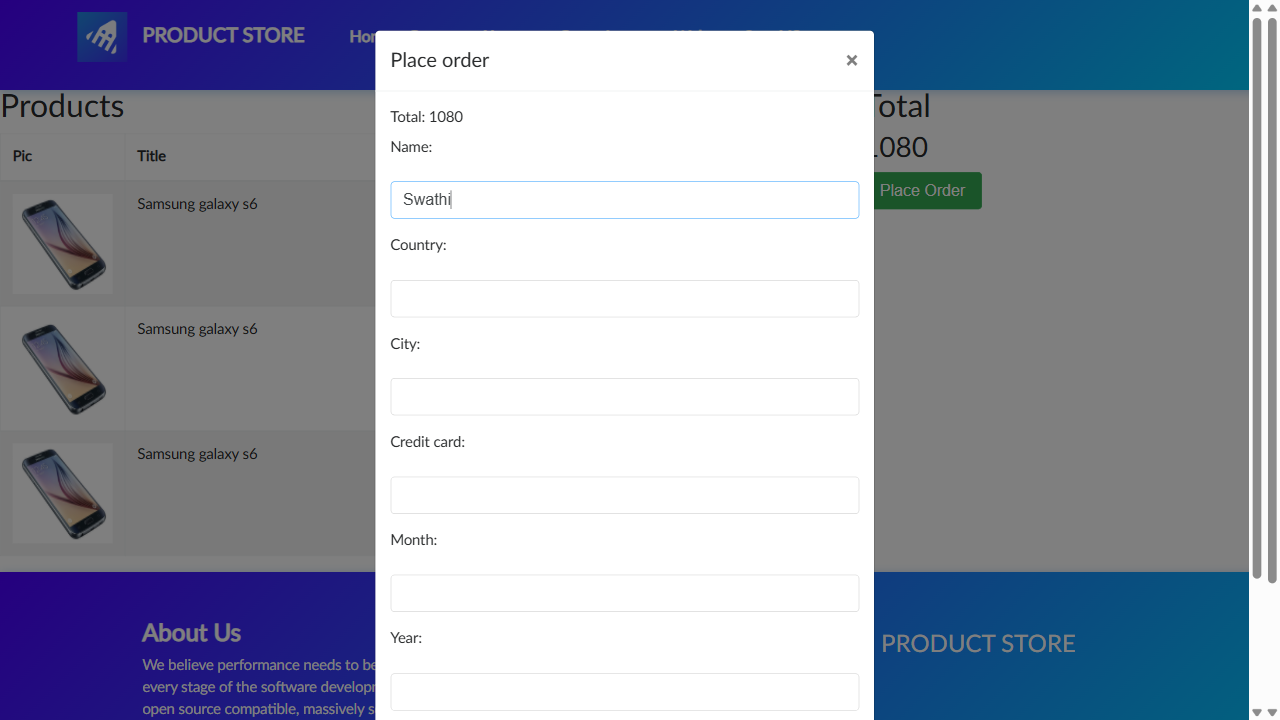 PRODUCT STORE
Place order
×
Total: 1080
Name:
Swathi
Country:
City:
Credit card:
Month:
Year:
Products
Pic
Title
Samsung galaxy s6
Samsung galaxy s6
Samsung galaxy s6
Total
1080
Place Order
About Us
We believe performance needs to be
every stage of the software
open source compatible, massively
PRODUCT STORE